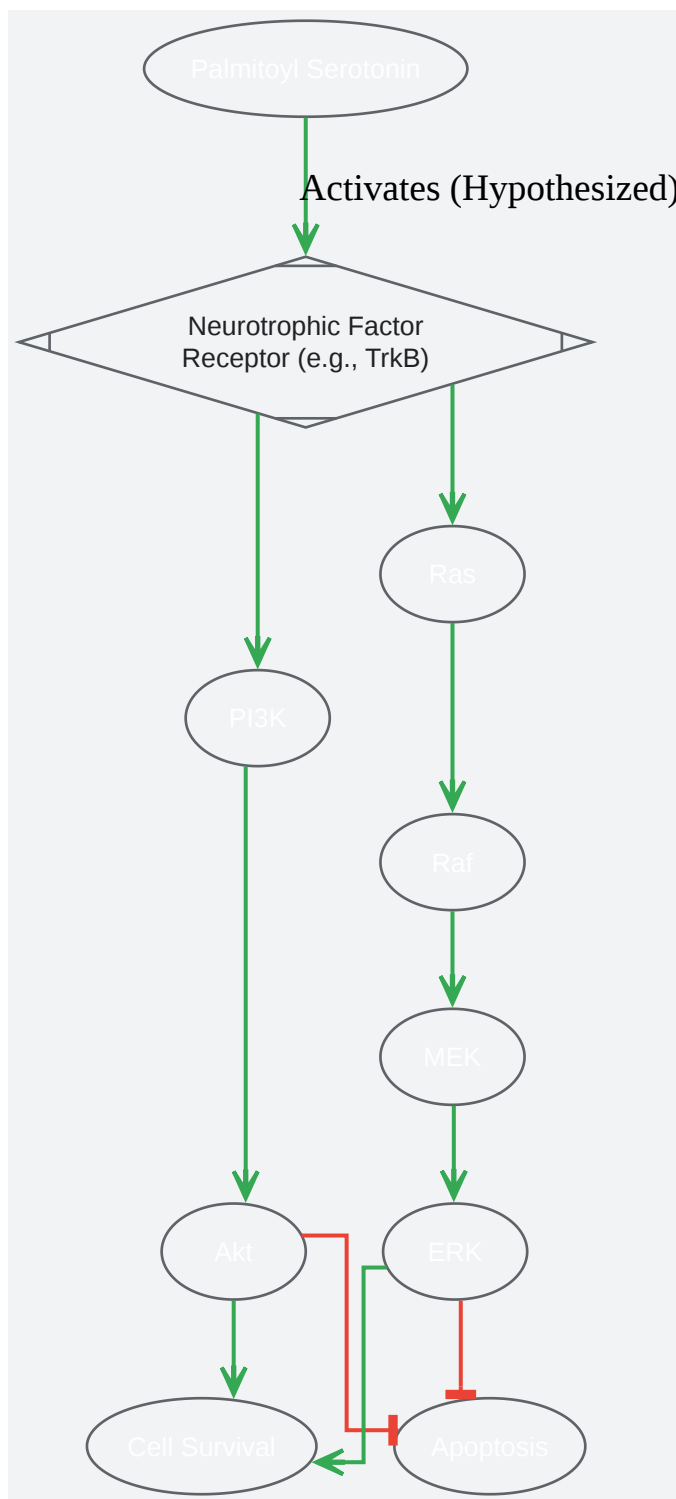 Palmitoyl Serotonin
Activates (Hypothesized)
Neurotrophic Factor
Receptor (e.g., TrkB)
Ras
PI3K
Raf
MEK
Akt
ERK
Cell Survival
Apoptosis